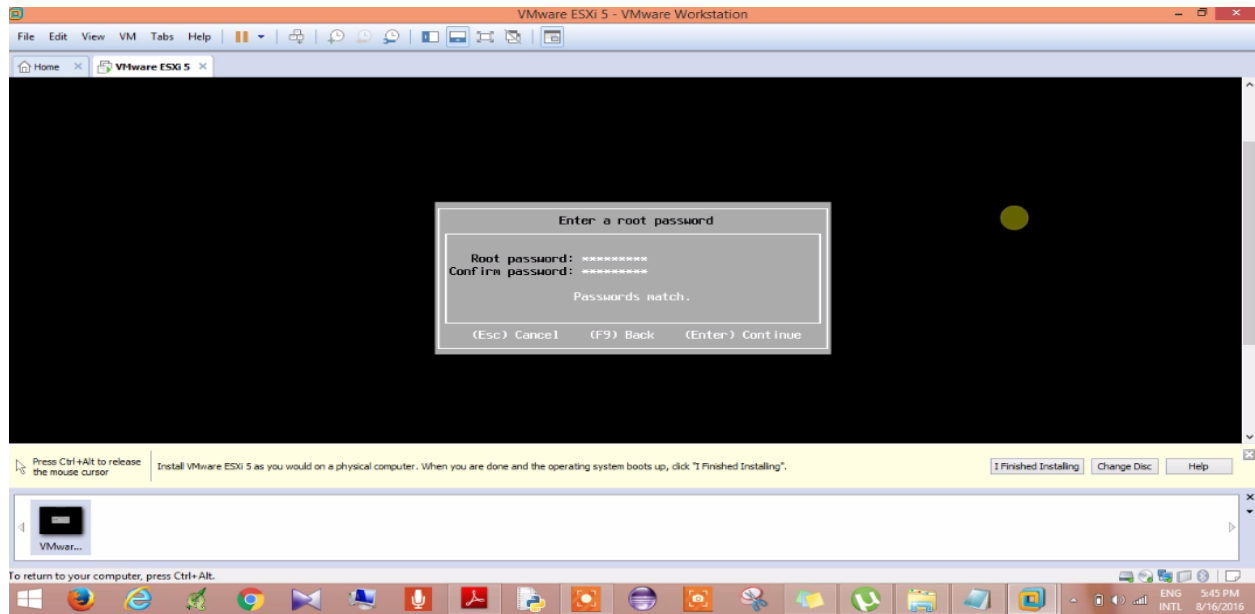 VMware ESXi 5 - VMware Workstation
File Edit View VM Tabs Help
Home VMware ESXi 5
Enter a root password
Root password: *********
Confirm password: *********
Passwords match.
(Esc) Cancel (F9) Back (Enter) Continue
Press Ctrl+Alt to release
the mouse cursor
Install VMware ESXi 5 as you would on a physical computer. When you are done and the operating system boots up, click "I Finished Installing".
I Finished Installing Change Disc Help
VMwar...
To return to your computer, press Ctrl+Alt.
ENG 5:45 PM
INTL 8/16/2016